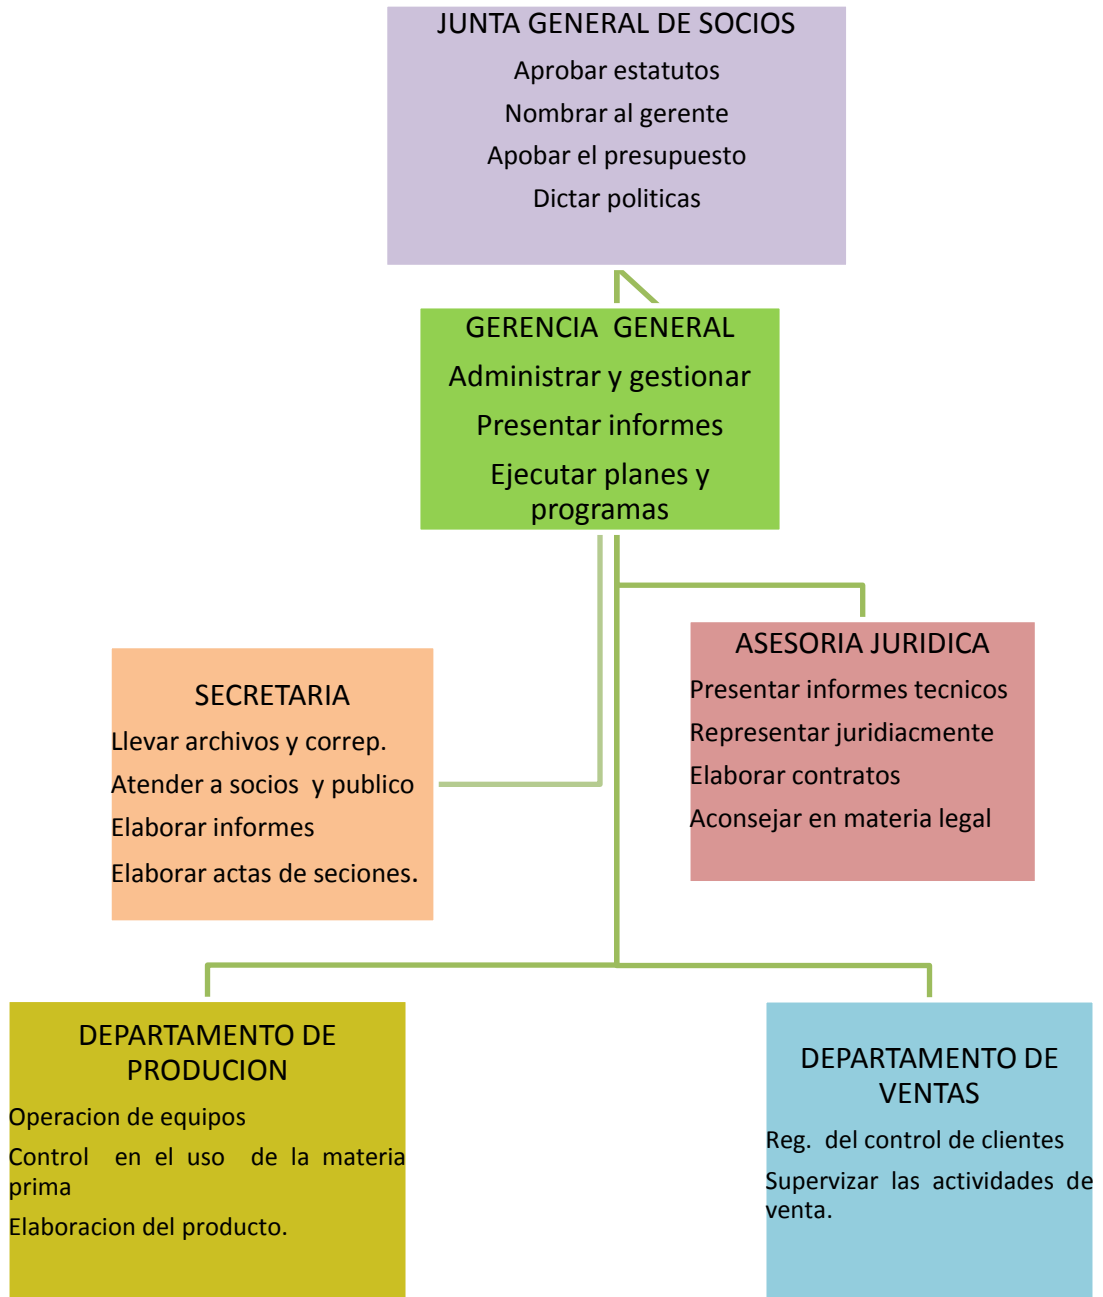 JUNTA GENERAL DE SOCIOS
Aprobar estatutos
Nombrar al gerente
Apobar el presupuesto
Dictar politicas
GERENCIA  GENERAL
Administrar y gestionar
Presentar informes
Ejecutar planes y
programas
SECRETARIA
Llevar archivos y correp.
Atender a socios  y publico
Elaborar informes
Elaborar actas de seciones.
ASESORIA JURIDICA
Presentar informes tecnicos
Representar juridiacmente
Elaborar contratos
Aconsejar en materia legal
DEPARTAMENTO DE
PRODUCION
Operacion de equipos
Control  en el uso  de la materia
prima
Elaboracion del producto.
DEPARTAMENTO DE
VENTAS
Reg.  del control de clientes
Supervizar las actividades de
venta.